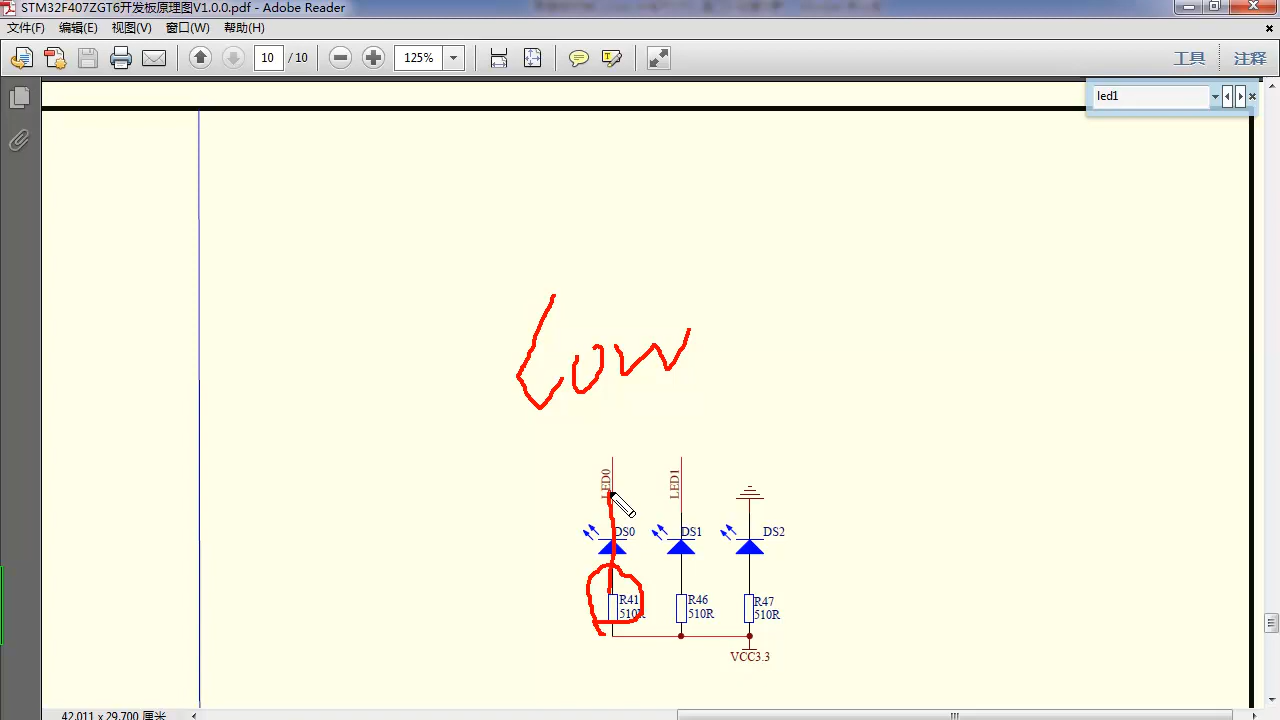 STM32F407ZGT6开发板原理图V1.0.0.pdf - Adobe Reader
文件(F) 编辑(E) 视图(V) 窗口(W) 帮助(H)
10 / 10 125% 工具 注释
led1
Low
LED0 LED1
DS0 DS1 DS2
R41 R46 R47
510R 510R 510R
VCC3.3
42.011 x 29.700 厘米